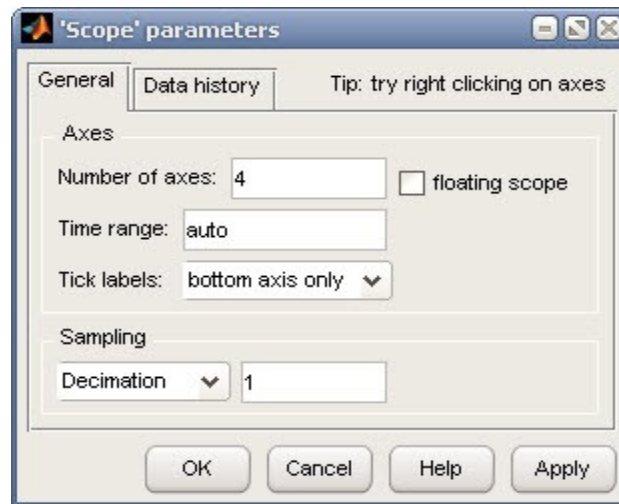 'Scope' parameters
General Data history Tip: try right clicking on axes
Axes
Number of axes: 4 floating scope
Time range: auto
Tick labels: bottom axis only
Sampling
Decimation 1
OK Cancel Help Apply